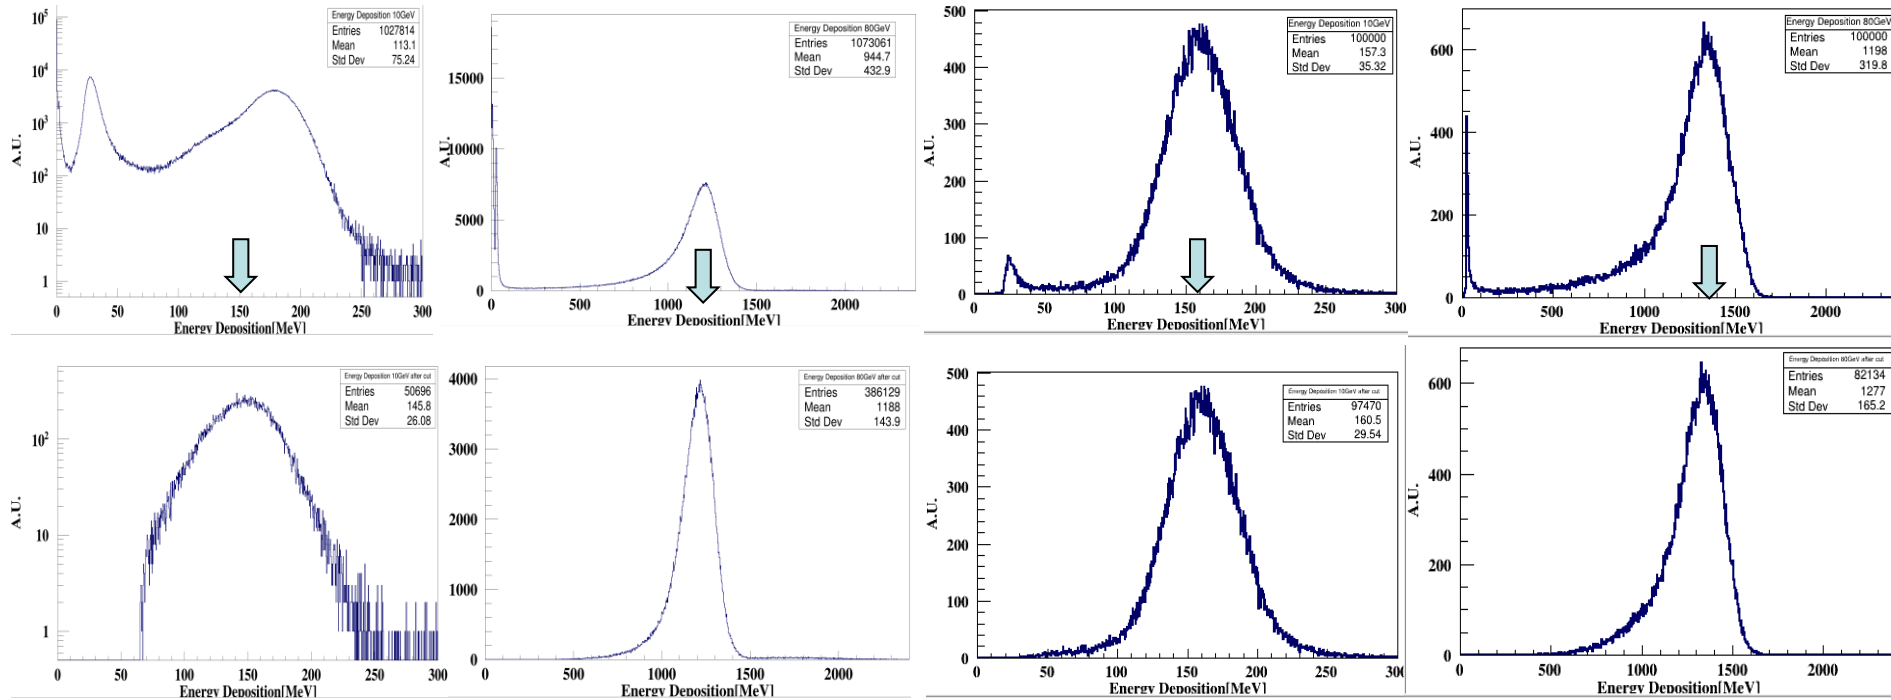 Energy Deposition 10GeV
Entries 1027814
Mean 113.1
Std Dev 75.24
10^5
10^4
10^3
10^2
10
1
A.U.
0 50 100 150 200 250 300
Energy Deposition[MeV]
Energy Deposition 80GeV
Entries 1073061
Mean 944.7
Std Dev 432.9
15000
10000
5000
0
A.U.
0 500 1000 1500 2000
Energy Deposition[MeV]
Energy Deposition 10GeV
Entries 100000
Mean 157.3
Std Dev 35.32
500
400
300
200
100
0
A.U.
0 50 100 150 200 250 300
Energy Deposition[MeV]
Energy Deposition 80GeV
Entries 100000
Mean 1198
Std Dev 319.8
600
400
200
0
A.U.
0 500 1000 1500 2000
Energy Deposition[MeV]
Energy Deposition 10GeV after cut
Entries 50696
Mean 145.8
Std Dev 26.08
10^2
10
1
A.U.
0 50 100 150 200 250 300
Energy Deposition[MeV]
Energy Deposition 80GeV after cut
Entries 386129
Mean 1188
Std Dev 143.9
4000
3000
2000
1000
0
A.U.
0 500 1000 1500 2000
Energy Deposition[MeV]
Energy Deposition 10GeV after cut
Entries 97470
Mean 160.5
Std Dev 29.54
500
400
300
200
100
0
A.U.
0 50 100 150 200 250 300
Energy Deposition[MeV]
Energy Deposition 80GeV after cut
Entries 82134
Mean 1277
Std Dev 165.2
600
400
200
0
A.U.
0 500 1000 1500 2000
Energy Deposition[MeV]